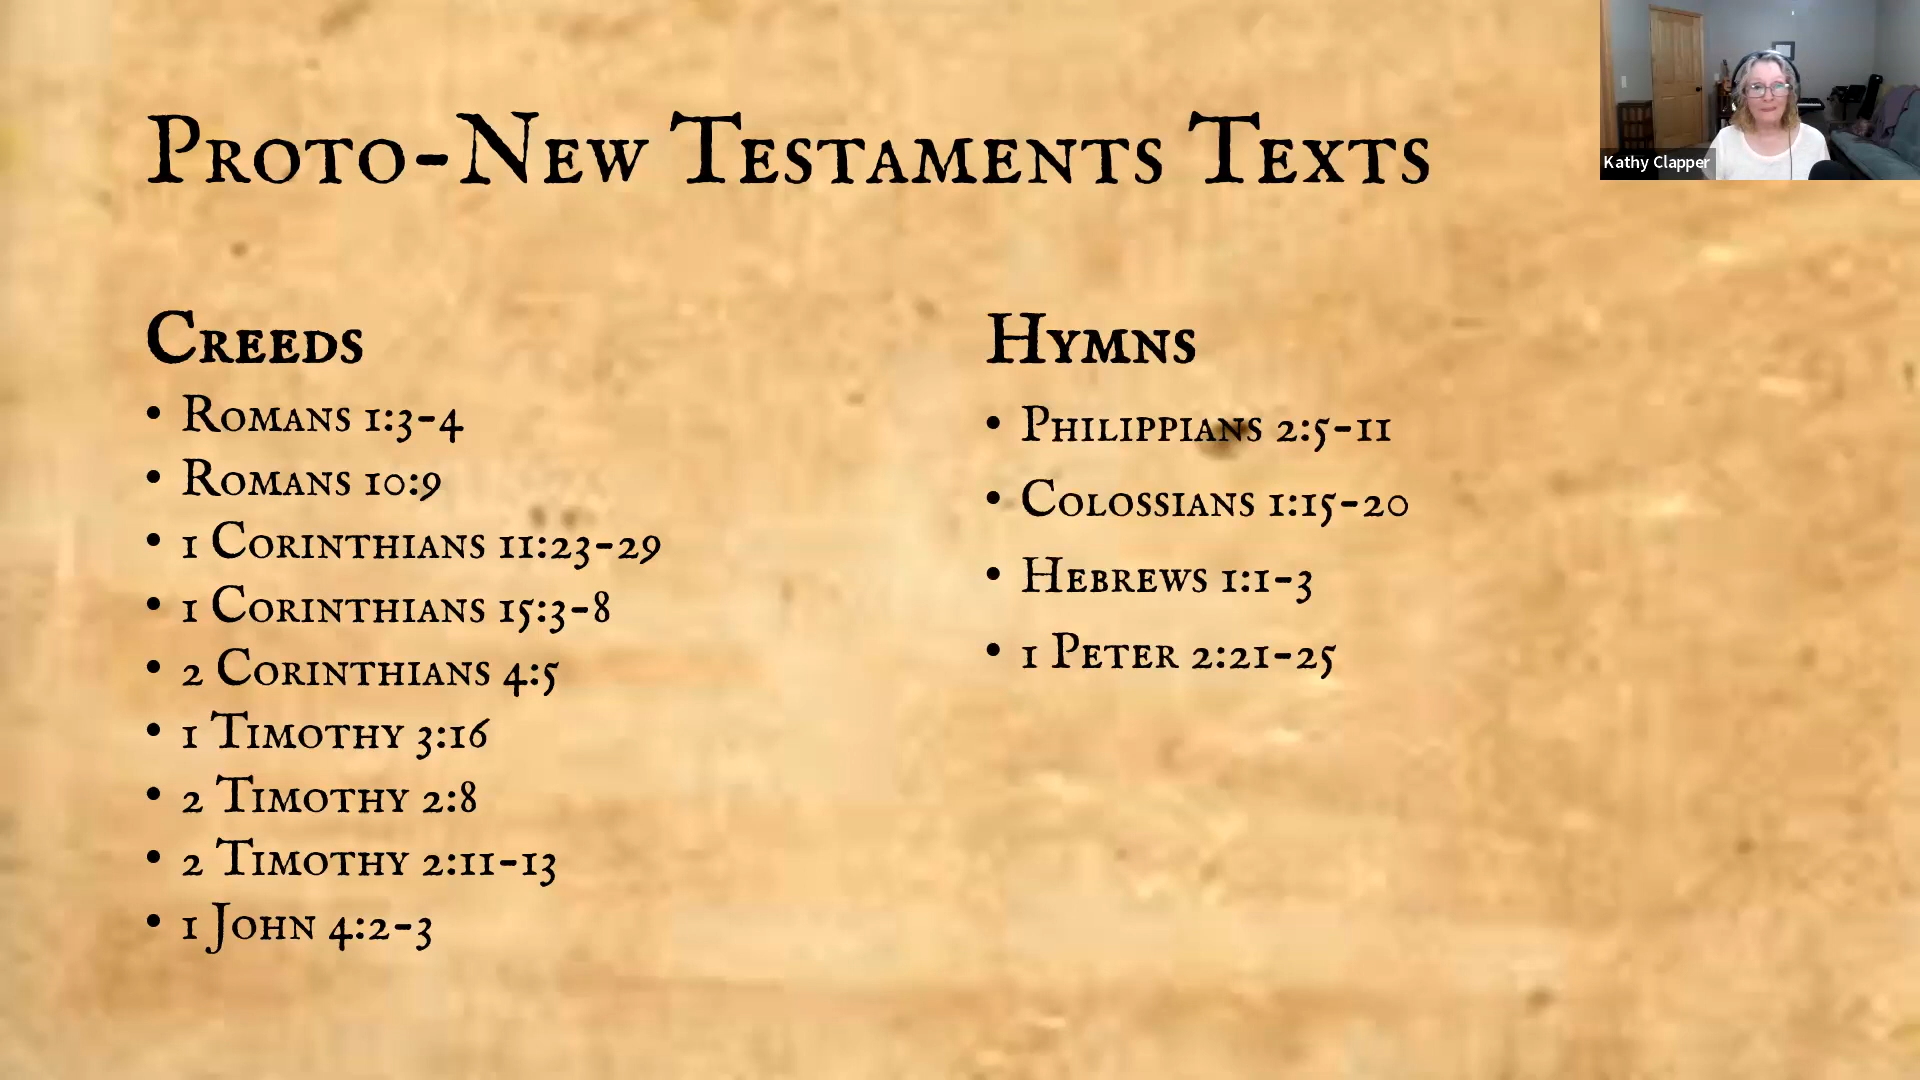 Proto-New Testaments Texts
Kathy Clapper
Creeds
• Romans 1:3-4
• Romans 10:9
• 1 Corinthians 11:23-29
• 1 Corinthians 15:3-8
• 2 Corinthians 4:5
• 1 Timothy 3:16
• 2 Timothy 2:8
• 2 Timothy 2:11-13
• 1 John 4:2-3
Hymns
• Philippians 2:5-11
• Colossians 1:15-20
• Hebrews 1:1-3
• 1 Peter 2:21-25